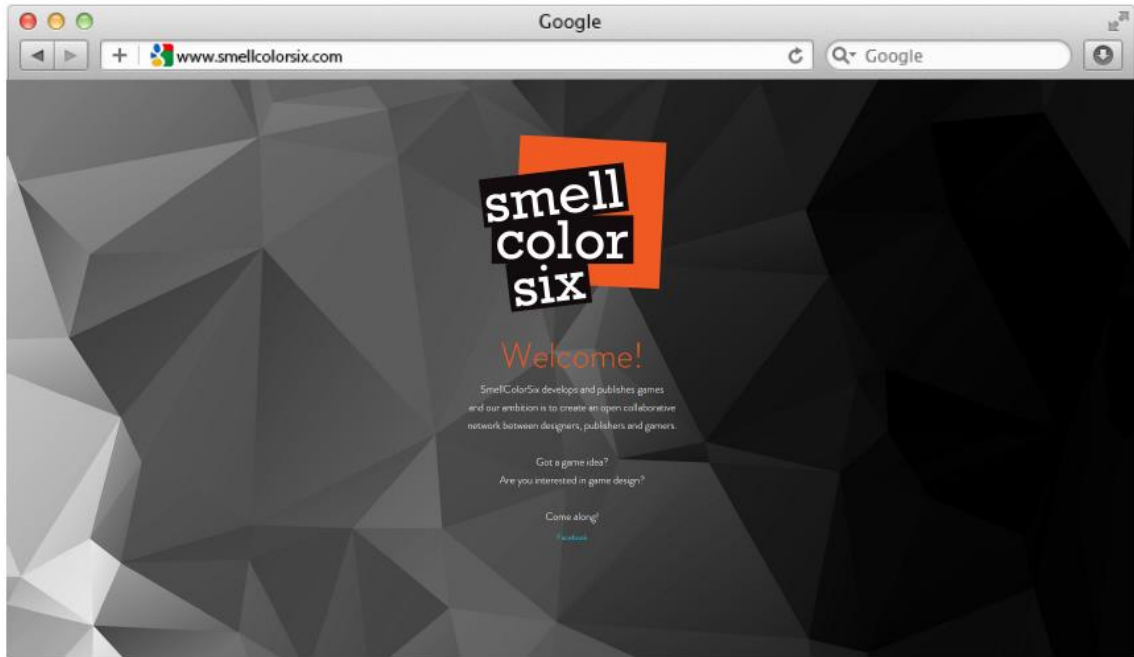 Google
www.smellcolorsix.com
Google
smell
color
six
Welcome!
SmellColorSix develops and publishes games
and our ambition is to create an open collaborative
network between designers, publishers and gamers.
Got a game idea?
Are you interested in game design?
Come along!
Facebook